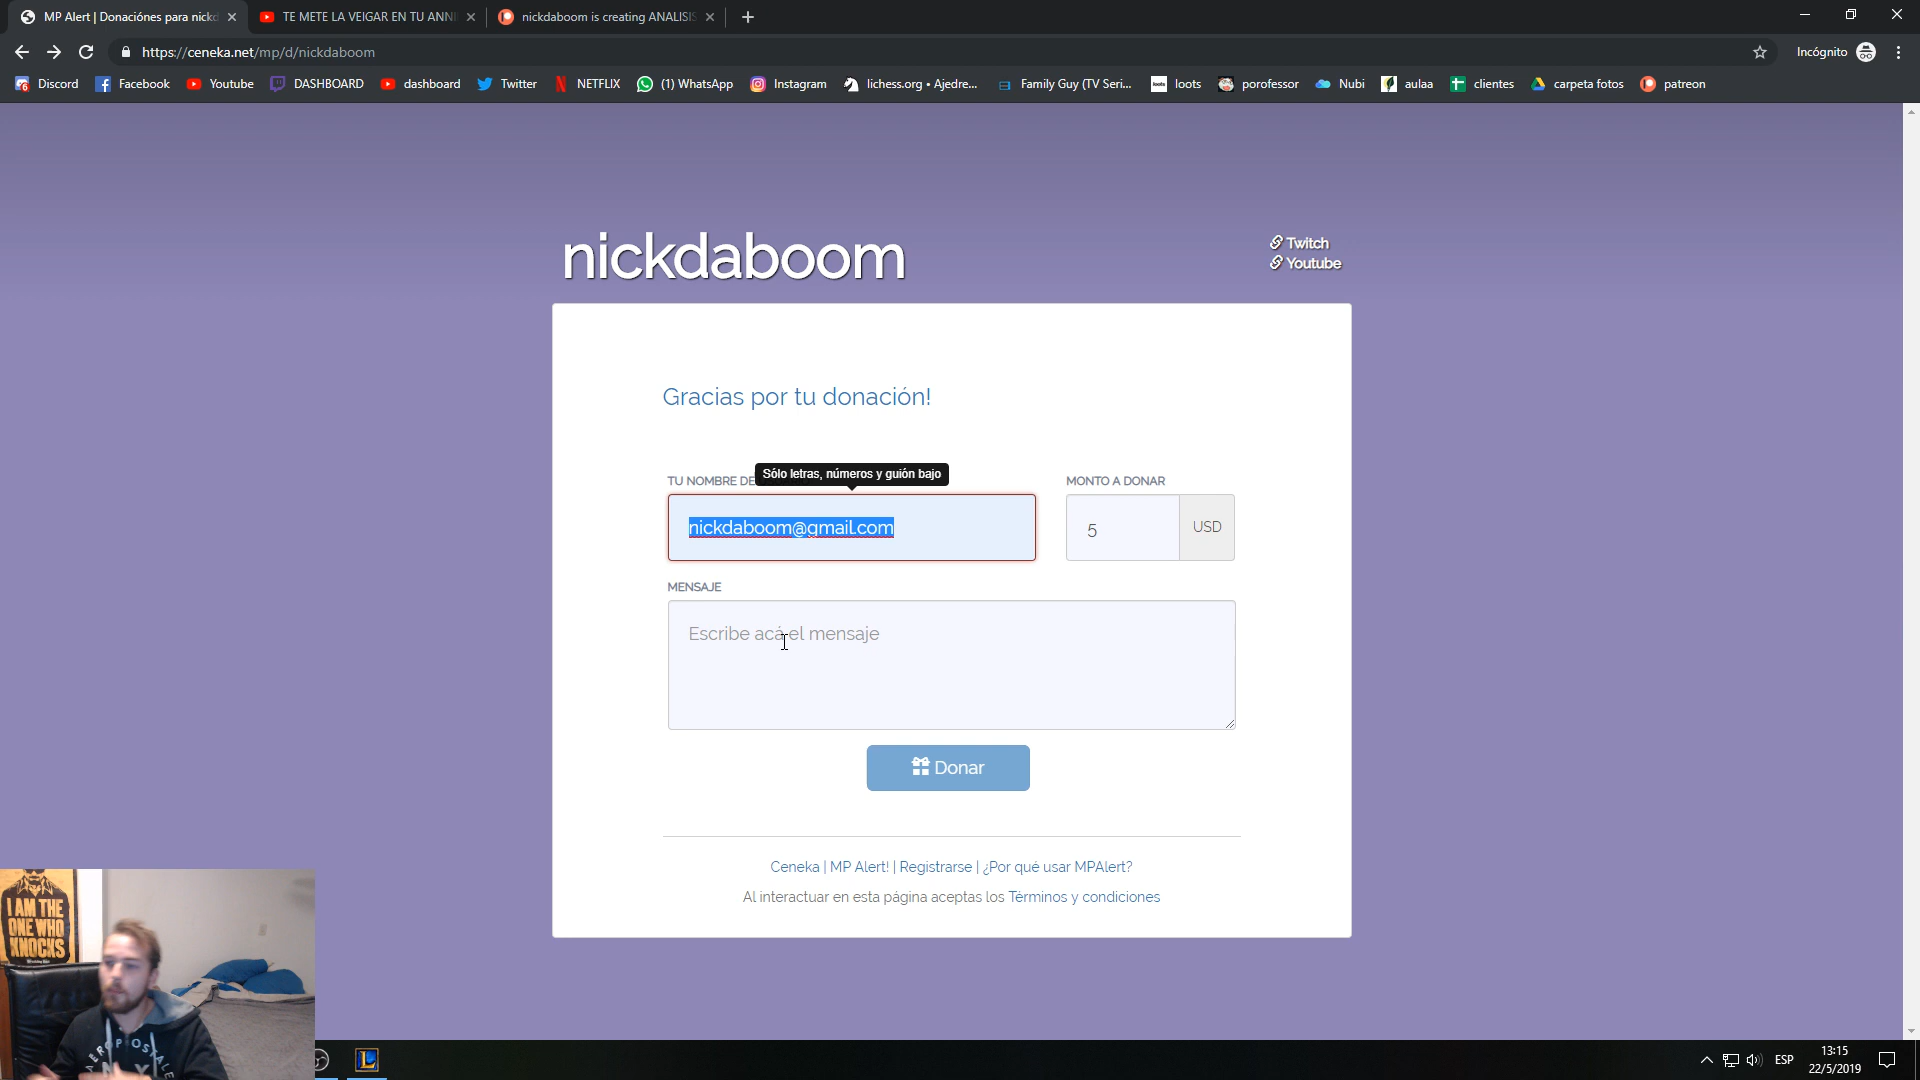 MP Alert | Donaciónes para nickd
TE METE LA VEIGAR EN TU ANNI
nickdaboom is creating ANALISIS
https://ceneka.net/mp/d/nickdaboom
Incógnito
Discord
Facebook
Youtube
DASHBOARD
dashboard
Twitter
NETFLIX
(1) WhatsApp
Instagram
lichess.org • Ajedre...
Family Guy (TV Seri...
loots
porofessor
Nubi
aulaa
clientes
carpeta fotos
patreon
nickdaboom
Twitch
Youtube
Gracias por tu donación!
Sólo letras, números y guión bajo
TU NOMBRE DE
MONTO A DONAR
nickdaboom@gmail.com
5
USD
MENSAJE
Escribe acá el mensaje
Donar
Ceneka | MP Alert! | Registrarse | ¿Por qué usar MPAlert?
Al interactuar en esta página aceptas los Términos y condiciones
I AM THE
ONE WHO
KNOCKS
AEROPOSTALE
ESP
13:15
22/5/2019